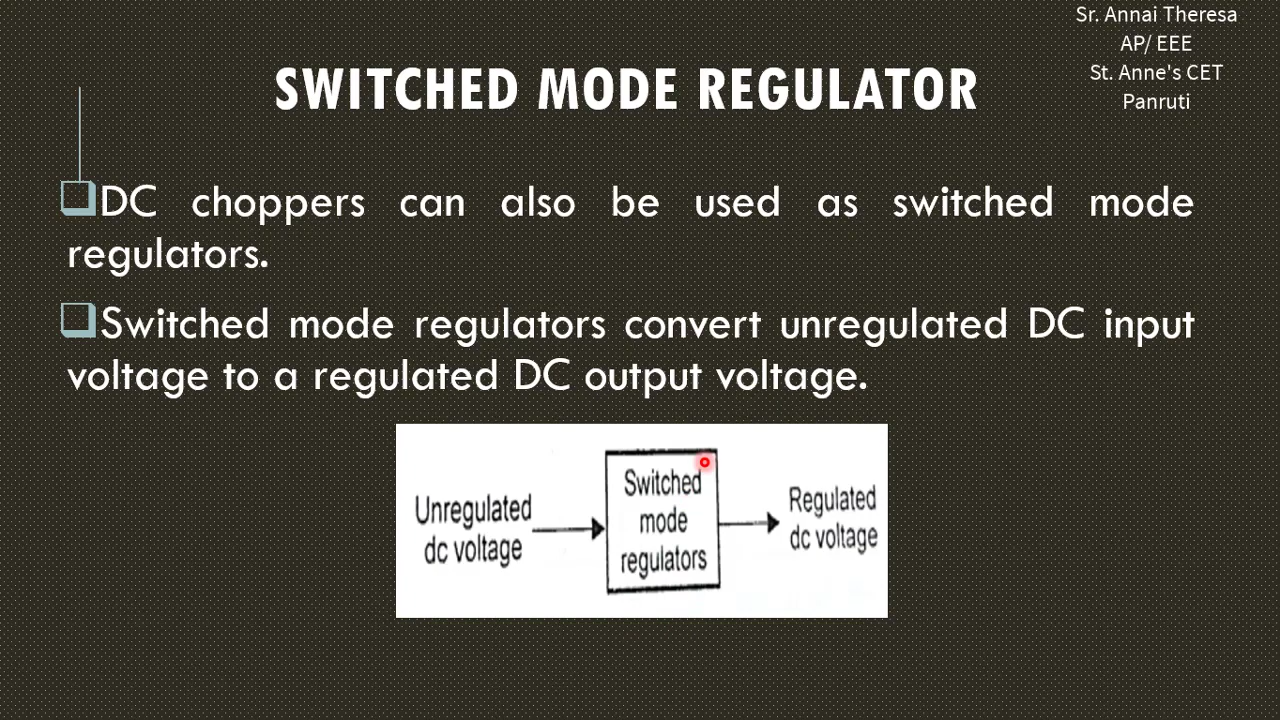 Sr. Annai Theresa
AP/ EEE
St. Anne's CET
Panruti
SWITCHED MODE REGULATOR
DC choppers can also be used as switched mode
regulators.
Switched mode regulators convert unregulated DC input
voltage to a regulated DC output voltage.
Unregulated
dc voltage
Switched
mode
regulators
Regulated
dc voltage